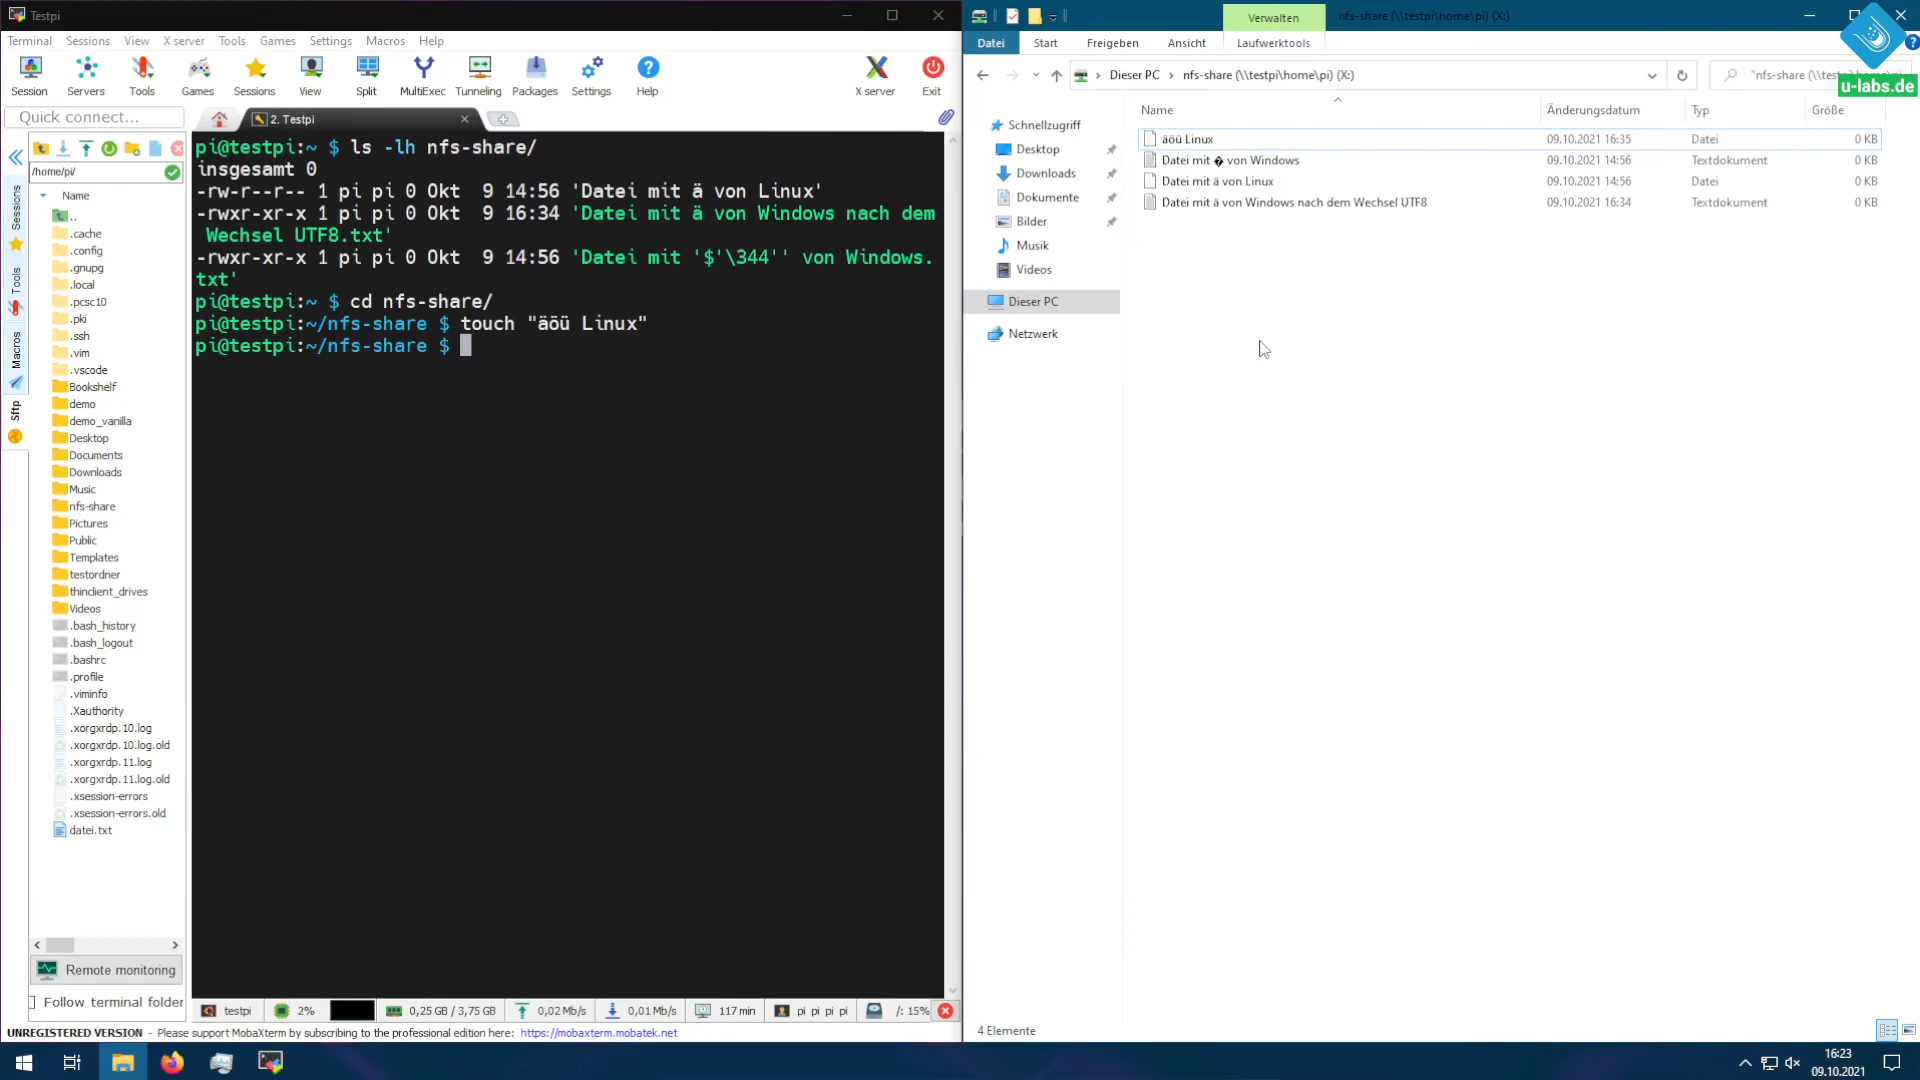 Testpi
Terminal Sessions View X server Tools Games Settings Macros Help
Session Servers Tools Games Sessions View Split MultiExec Tunneling Packages Settings Help X server Exit
Quick connect...
2. Testpi
/home/pi/
Name
..
.cache
.config
.gnupg
.local
.pcsc10
.pki
.ssh
.vim
.vscode
Bookshelf
demo
demo_vanilla
Desktop
Documents
Downloads
Music
nfs-share
Pictures
Public
Templates
testordner
thinclient_drives
Videos
.bash_history
.bash_logout
.bashrc
.profile
.viminfo
.Xauthority
.xorgxrdp.10.log
.xorgxrdp.10.log.old
.xorgxrdp.11.log
.xorgxrdp.11.log.old
.xsession-errors
.xsession-errors.old
datei.txt
Sessions
Tools
Macros
Sftp
Remote monitoring
Follow terminal folder
pi@testpi:~ $ ls -lh nfs-share/
insgesamt 0
-rw-r--r-- 1 pi pi 0 Okt  9 14:56 'Datei mit ä von Linux'
-rwxr-xr-x 1 pi pi 0 Okt  9 16:34 'Datei mit ä von Windows nach dem
Wechsel UTF8.txt'
-rwxr-xr-x 1 pi pi 0 Okt  9 14:56 'Datei mit '$'\344'' von Windows.
txt'
pi@testpi:~ $ cd nfs-share/
pi@testpi:~/nfs-share $ touch "äöü Linux"
pi@testpi:~/nfs-share $
testpi 2% 0,25 GB / 3,75 GB 0,02 Mb/s 0,01 Mb/s 117 min pi pi pi pi /: 15%
UNREGISTERED VERSION - Please support MobaXterm by subscribing to the professional edition here: https://mobaxterm.mobatek.net
Verwalten nfs-share (\\testpi\home\pi) (X:)
Datei Start Freigeben Ansicht Laufwerktools
Dieser PC › nfs-share (\\testpi\home\pi) (X:)
u-labs.de
Schnellzugriff
Desktop
Downloads
Dokumente
Bilder
Musik
Videos
Dieser PC
Netzwerk
Name Änderungsdatum Typ Größe
äöü Linux 09.10.2021 16:35 Datei 0 KB
Datei mit � von Windows 09.10.2021 14:56 Textdokument 0 KB
Datei mit ä von Linux 09.10.2021 14:56 Datei 0 KB
Datei mit ä von Windows nach dem Wechsel UTF8 09.10.2021 16:34 Textdokument 0 KB
4 Elemente
16:23
09.10.2021